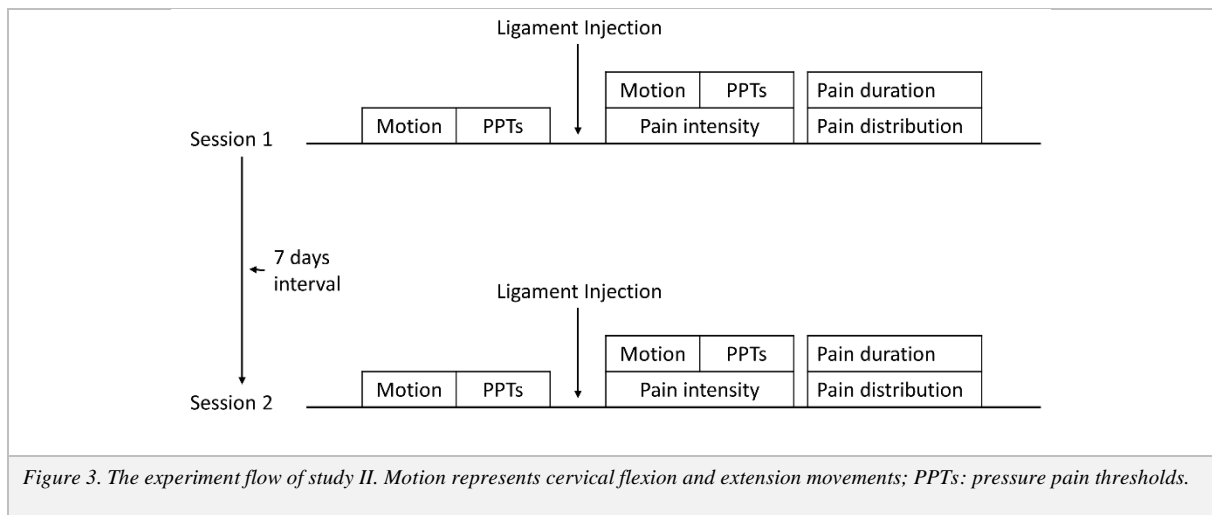 Ligament Injection
Motion PPTs Pain duration
Session 1 Motion PPTs Pain intensity Pain distribution
7 days
interval
Ligament Injection
Motion PPTs Pain duration
Session 2 Motion PPTs Pain intensity Pain distribution
Figure 3. The experiment flow of study II. Motion represents cervical flexion and extension movements; PPTs: pressure pain thresholds.